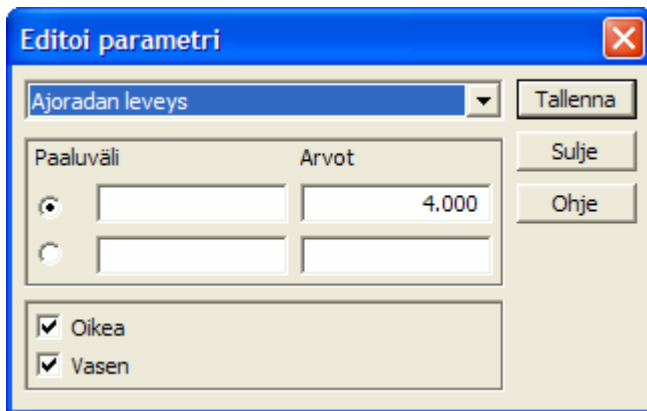 Editoi parametri
Ajoradan leveys
Tallenna
Paaluväli Arvot
Sulje
4.000
Ohje
Oikea
Vasen